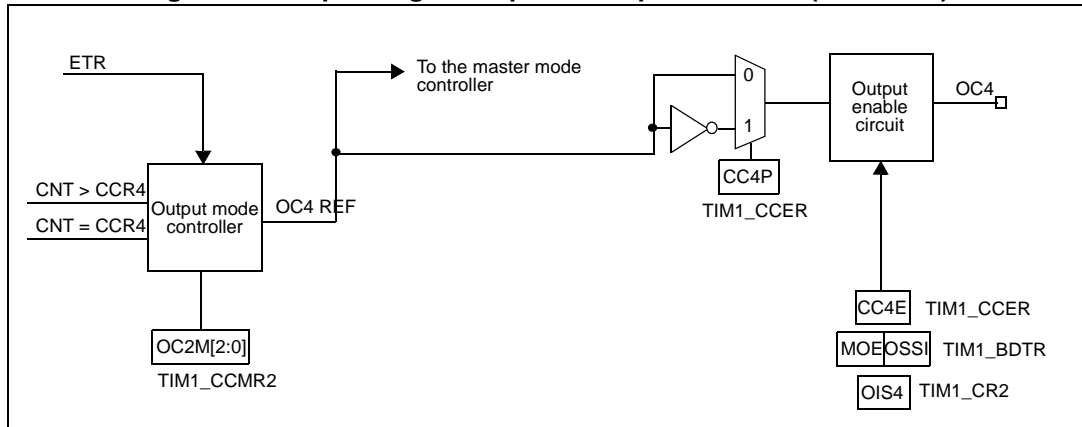 ETR
To the master mode
controller
0
1
Output
enable
circuit
OC4
CC4P
TIM1_CCER
CNT > CCR4
CNT = CCR4
Output mode
controller
OC4 REF
OC2M[2:0]
TIM1_CCMR2
CC4E TIM1_CCER
MOE OSSI TIM1_BDTR
OIS4 TIM1_CR2